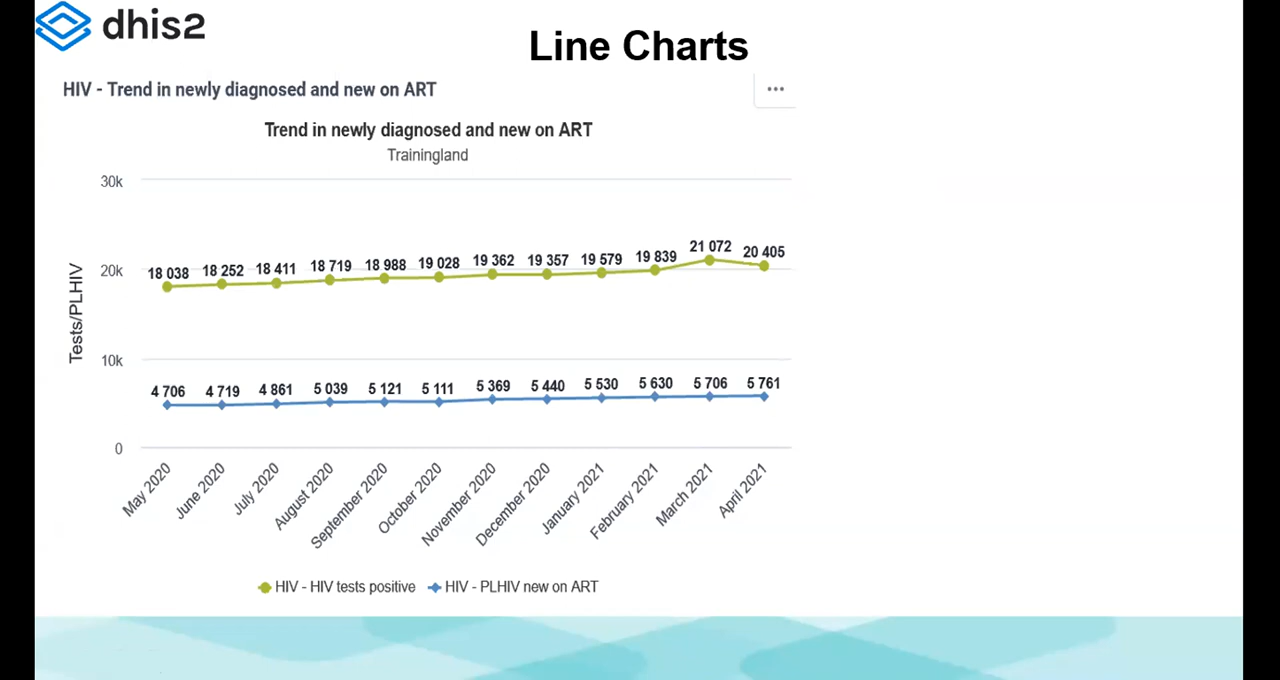 dhis2
Line Charts
HIV - Trend in newly diagnosed and new on ART
...
Trend in newly diagnosed and new on ART
Trainingland
30k
20k
10k
0
Tests/PLHIV
18 038 18 252 18 411 18 719 18 988 19 028 19 362 19 357 19 579 19 839 21 072 20 405
4 706 4 719 4 861 5 039 5 121 5 111 5 369 5 440 5 530 5 630 5 706 5 761
May 2020 June 2020 July 2020 August 2020 September 2020 October 2020 November 2020 December 2020 January 2021 February 2021 March 2021 April 2021
HIV - HIV tests positive HIV - PLHIV new on ART